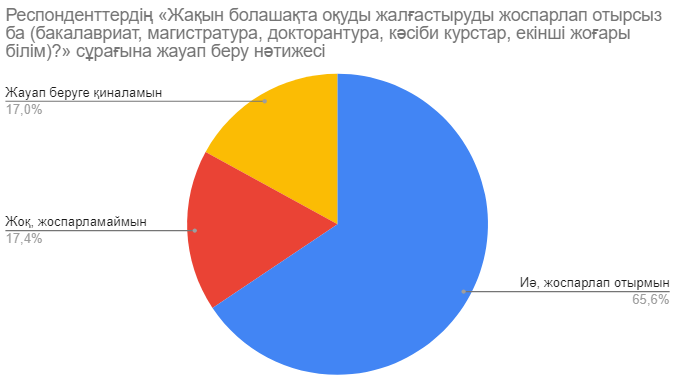 Респонденттердің «Жақын болашақта оқуды жалғастыруды жоспарлап отырсыз
ба (бакалавриат, магистратура, докторантура, кәсіби курстар, екінші жоғары
білім)?» сұрағына жауап беру нәтижесі
Жауап беруге қиналамын
17,0%
Жоқ, жоспарламаймын
17,4%
Иә, жоспарлап отырмын
65,6%